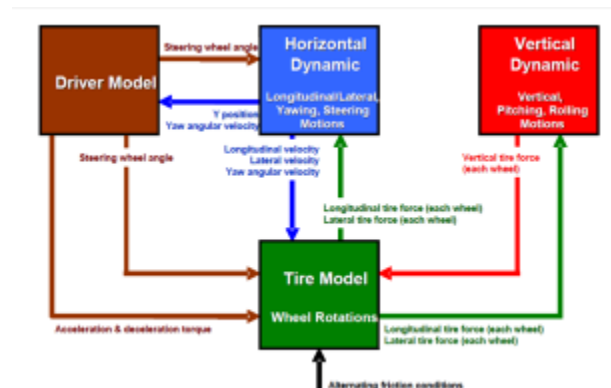 Steering wheel angle
Driver Model
Horizontal
Dynamic
Longitudinal/Lateral,
Yawing, Steering
Motions
Vertical
Dynamic
Vertical,
Pitching, Rolling
Motions
Y position
Yaw angular velocity
Longitudinal velocity
Lateral velocity
Yaw angular velocity
Steering wheel angle
Vertical tire force
(each wheel)
Longitudinal tire force (each wheel)
Lateral tire force (each wheel)
Tire Model
Wheel Rotations
Acceleration & deceleration torque
Longitudinal tire force (each wheel)
Lateral tire force (each wheel)
Alternating friction conditions